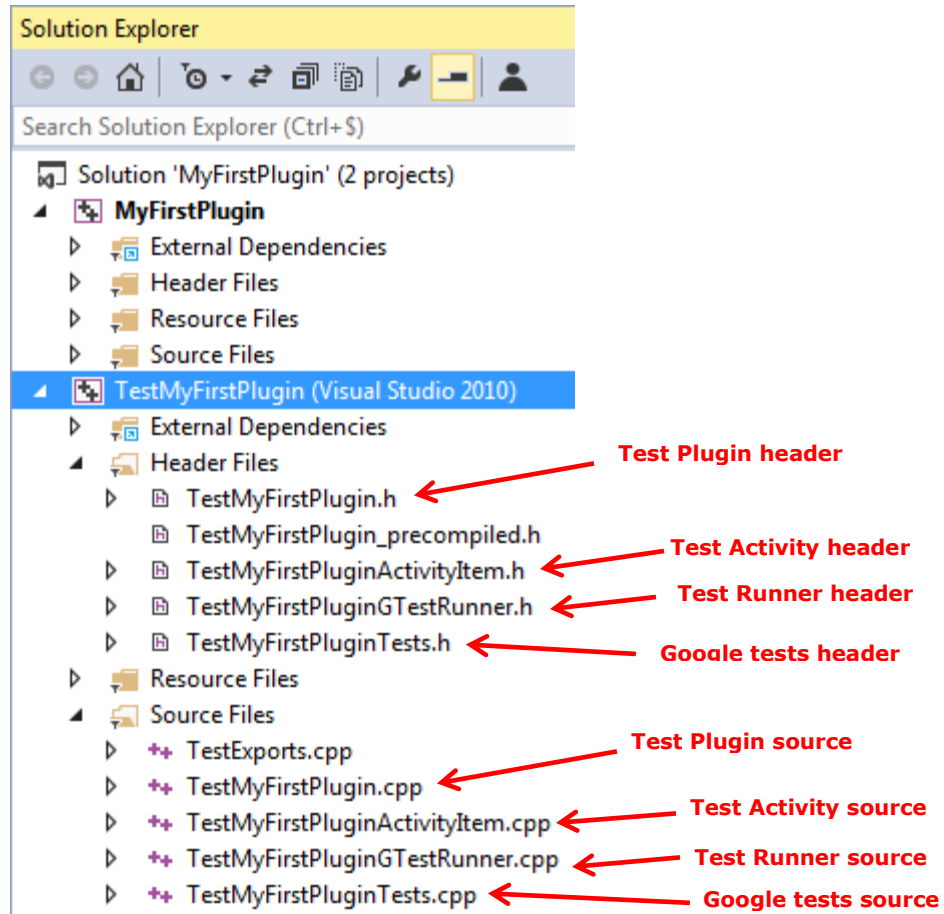 Solution Explorer
Search Solution Explorer (Ctrl+$)
Solution 'MyFirstPlugin' (2 projects)
MyFirstPlugin
External Dependencies
Header Files
Resource Files
Source Files
TestMyFirstPlugin (Visual Studio 2010)
External Dependencies
Header Files
Test Plugin header
TestMyFirstPlugin.h
TestMyFirstPlugin_precompiled.h
Test Activity header
TestMyFirstPluginActivityItem.h
Test Runner header
TestMyFirstPluginGTestRunner.h
TestMyFirstPluginTests.h
Google tests header
Resource Files
Source Files
Test Plugin source
TestExports.cpp
TestMyFirstPlugin.cpp
Test Activity source
TestMyFirstPluginActivityItem.cpp
TestMyFirstPluginGTestRunner.cpp
Test Runner source
TestMyFirstPluginTests.cpp
Google tests source